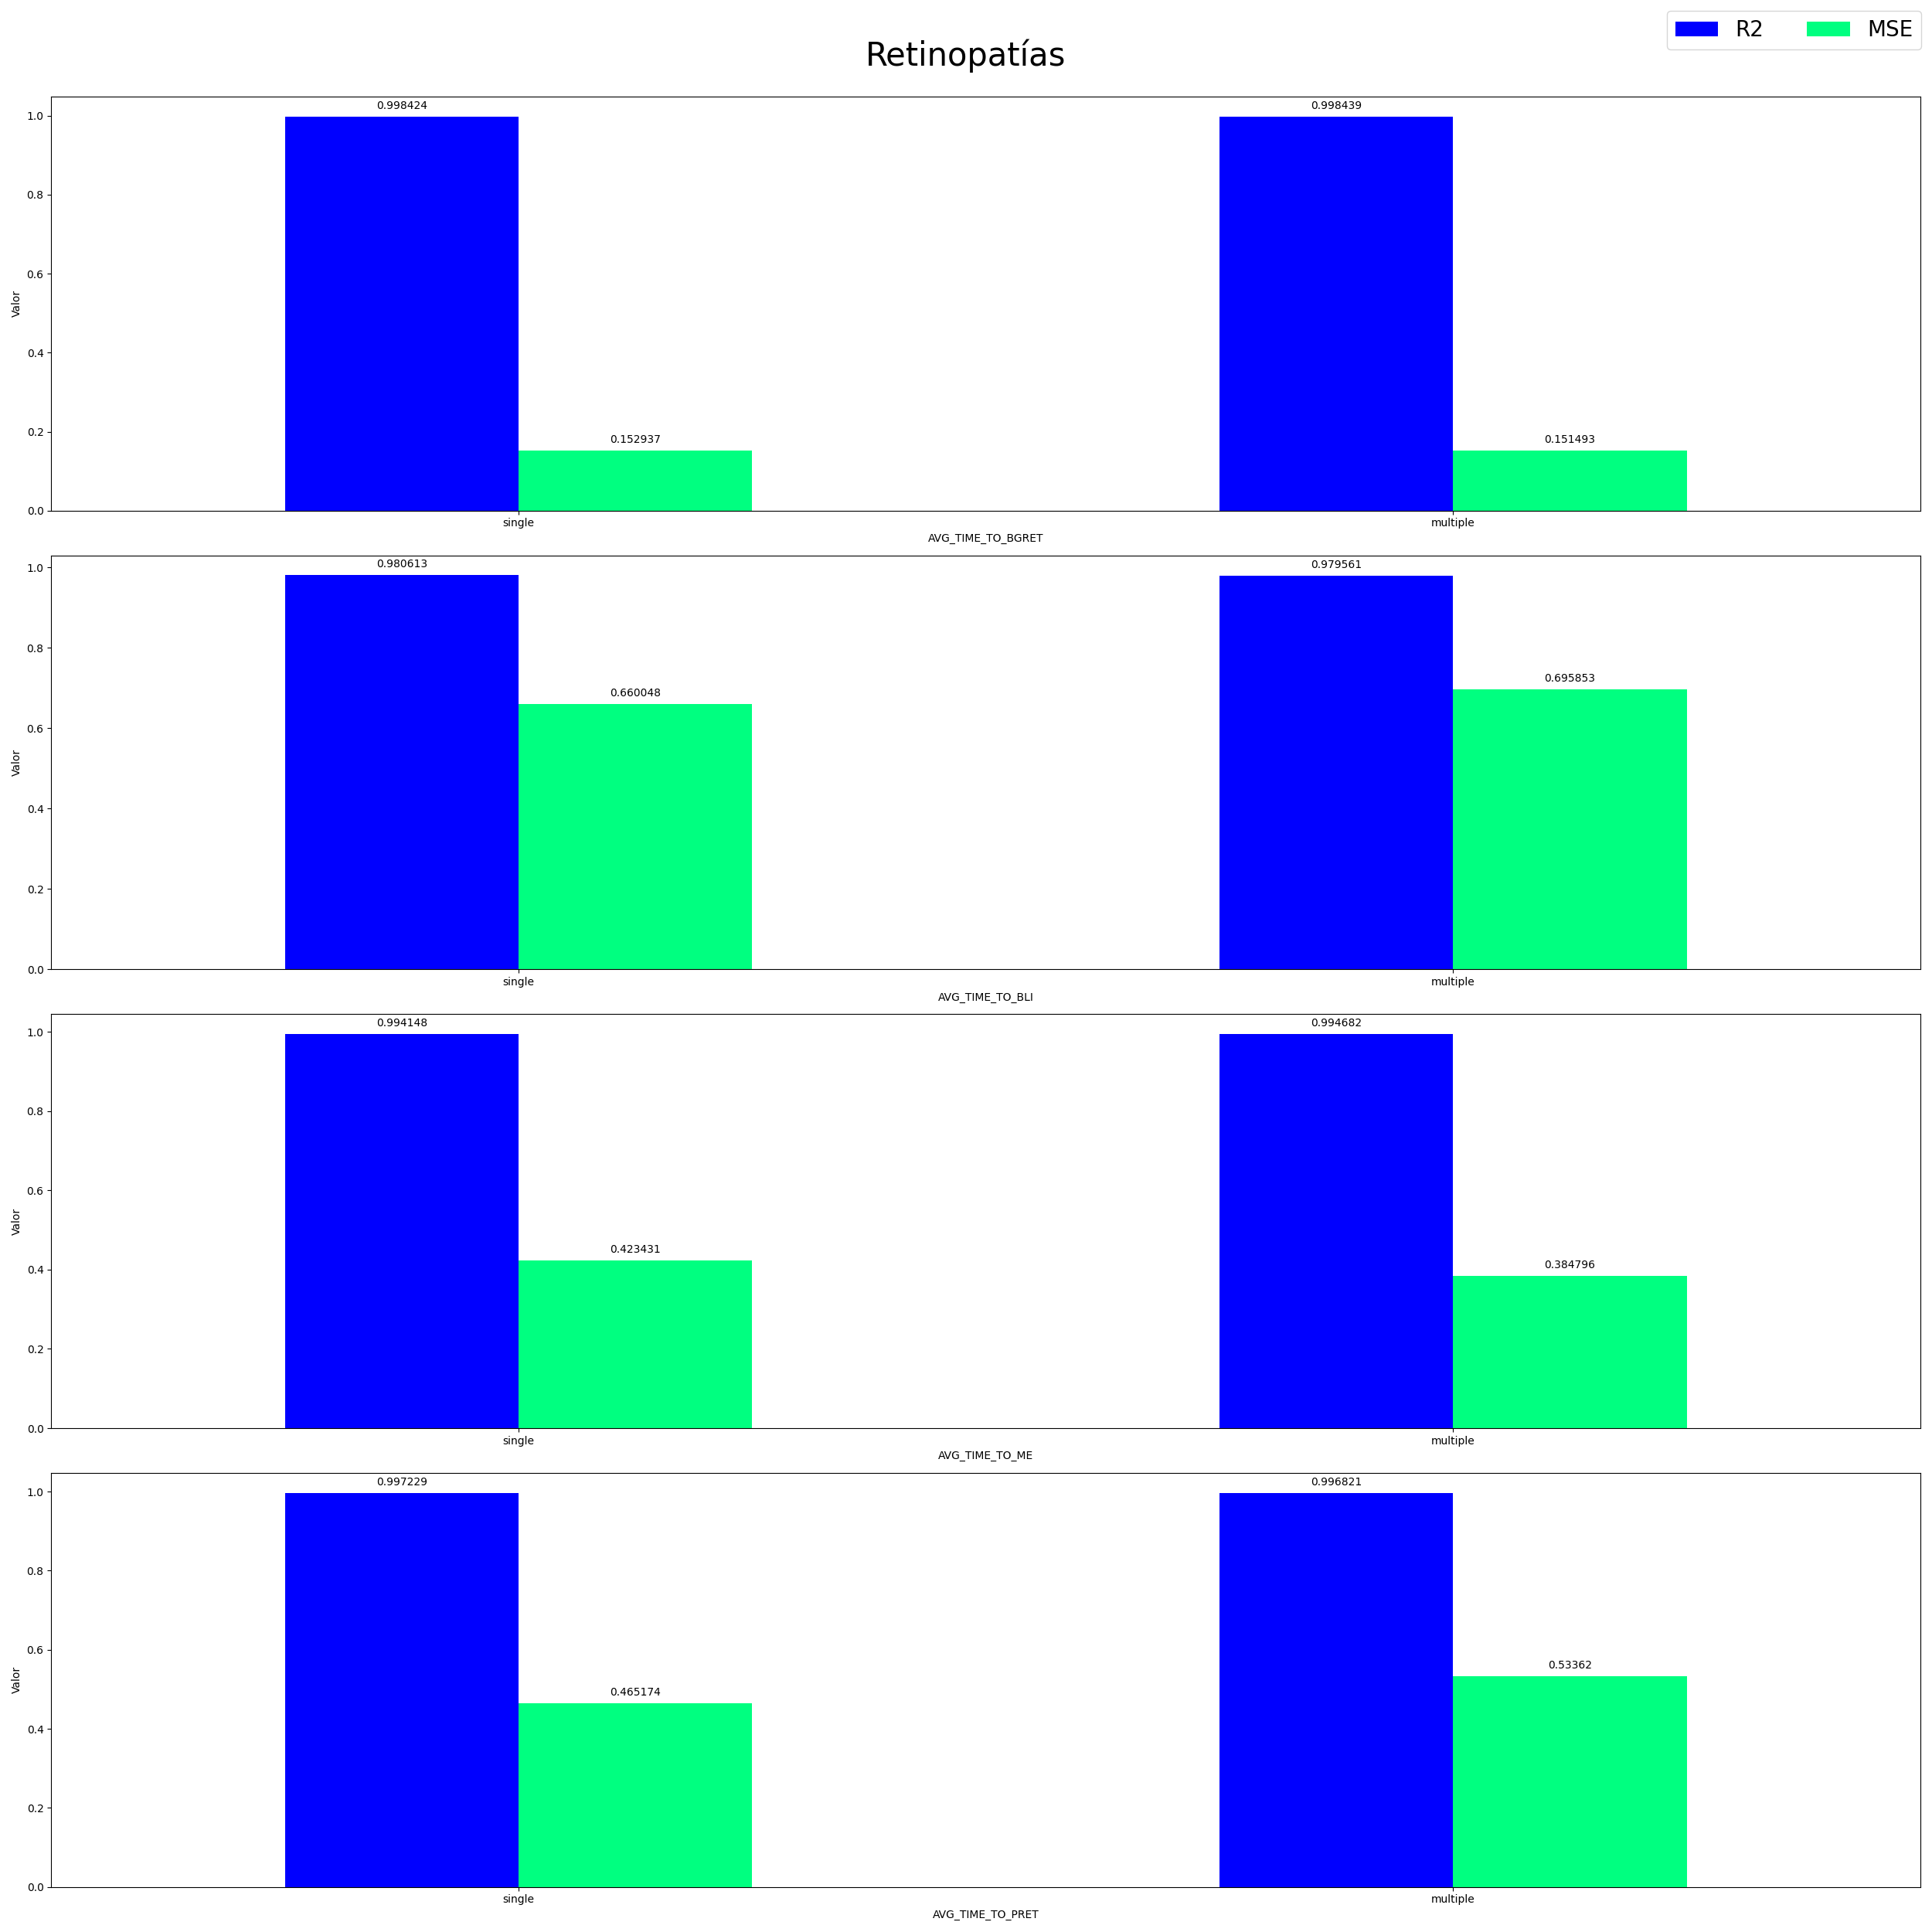 R2 MSE
Retinopatías
0.998424 0.998439
1.0
0.8
0.6
Valor
0.4
0.2
0.152937 0.151493
0.0
single multiple
AVG_TIME_TO_BGRET
0.980613 0.979561
1.0
0.8
0.660048 0.695853
0.6
Valor
0.4
0.2
0.0
single multiple
AVG_TIME_TO_BLI
0.994148 0.994682
1.0
0.8
0.6
Valor
0.423431 0.384796
0.4
0.2
0.0
single multiple
AVG_TIME_TO_ME
0.997229 0.996821
1.0
0.8
0.6
Valor
0.465174 0.53362
0.4
0.2
0.0
single multiple
AVG_TIME_TO_PRET